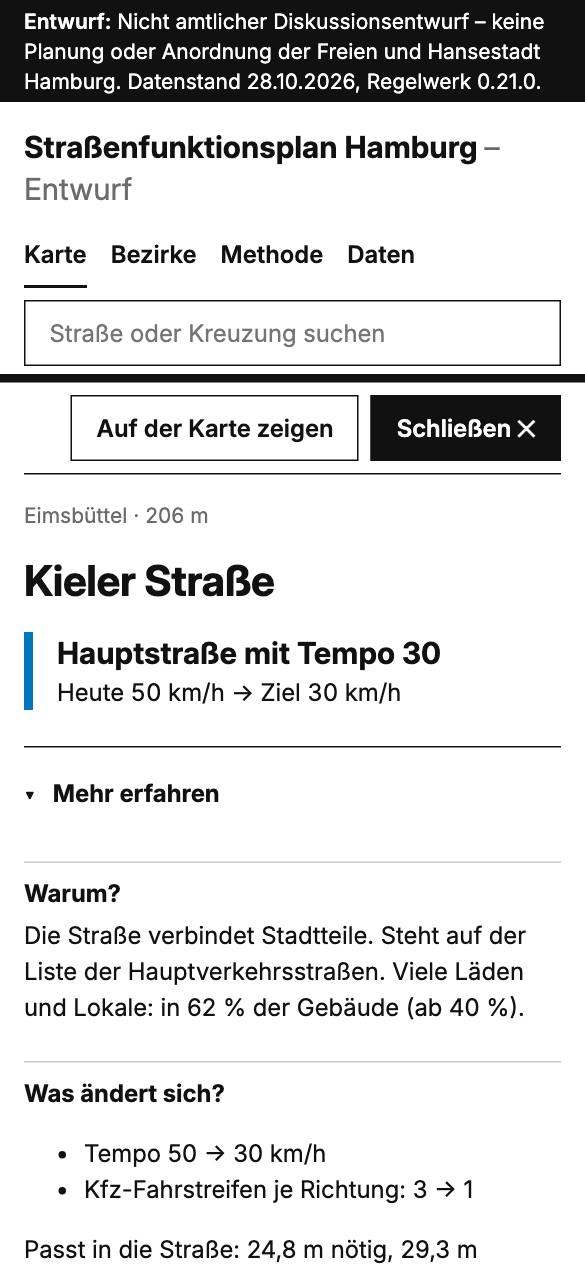 Entwurf: Nicht amtlicher Diskussionsentwurf – keine
Planung oder Anordnung der Freien und Hansestadt
Hamburg. Datenstand 28.10.2026, Regelwerk 0.21.0.
Straßenfunktionsplan Hamburg –
Entwurf
Karte Bezirke Methode Daten
Straße oder Kreuzung suchen
Auf der Karte zeigen Schließen ✕
Eimsbüttel · 206 m
Kieler Straße
Hauptstraße mit Tempo 30
Heute 50 km/h → Ziel 30 km/h
▾ Mehr erfahren
Warum?
Die Straße verbindet Stadtteile. Steht auf der
Liste der Hauptverkehrsstraßen. Viele Läden
und Lokale: in 62 % der Gebäude (ab 40 %).
Was ändert sich?
• Tempo 50 → 30 km/h
• Kfz-Fahrstreifen je Richtung: 3 → 1
Passt in die Straße: 24,8 m nötig, 29,3 m